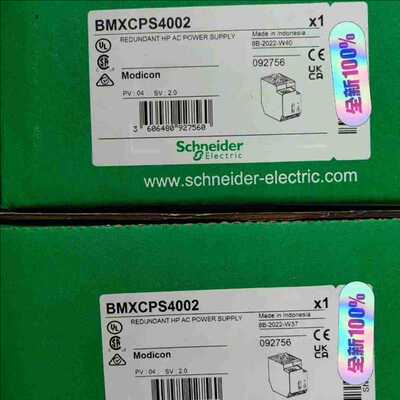 BMXCPS4002
x1
REDUNDANT HP AC POWER SUPPLY
Made in Indonesia
8B-2022-W40
092756
Modicon
PV : 04 SV : 2.0
3 606480 927560
Schneider
Electric
www.schneider-electric.com
全新100%
BMXCPS4002
x1
REDUNDANT HP AC POWER SUPPLY
Made in Indonesia
8B-2022-W37
092756
Modicon
PV : 04 SV : 2.0
全新100%